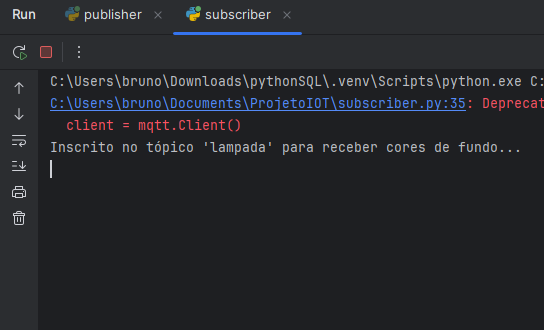 Run publisher subscriber
C:\Users\bruno\Downloads\pythonSQL\.venv\Scripts\python.exe C:
C:\Users\bruno\Documents\ProjetoIOT\subscriber.py:35: Deprecat
client = mqtt.Client()
Inscrito no tópico 'lampada' para receber cores de fundo...